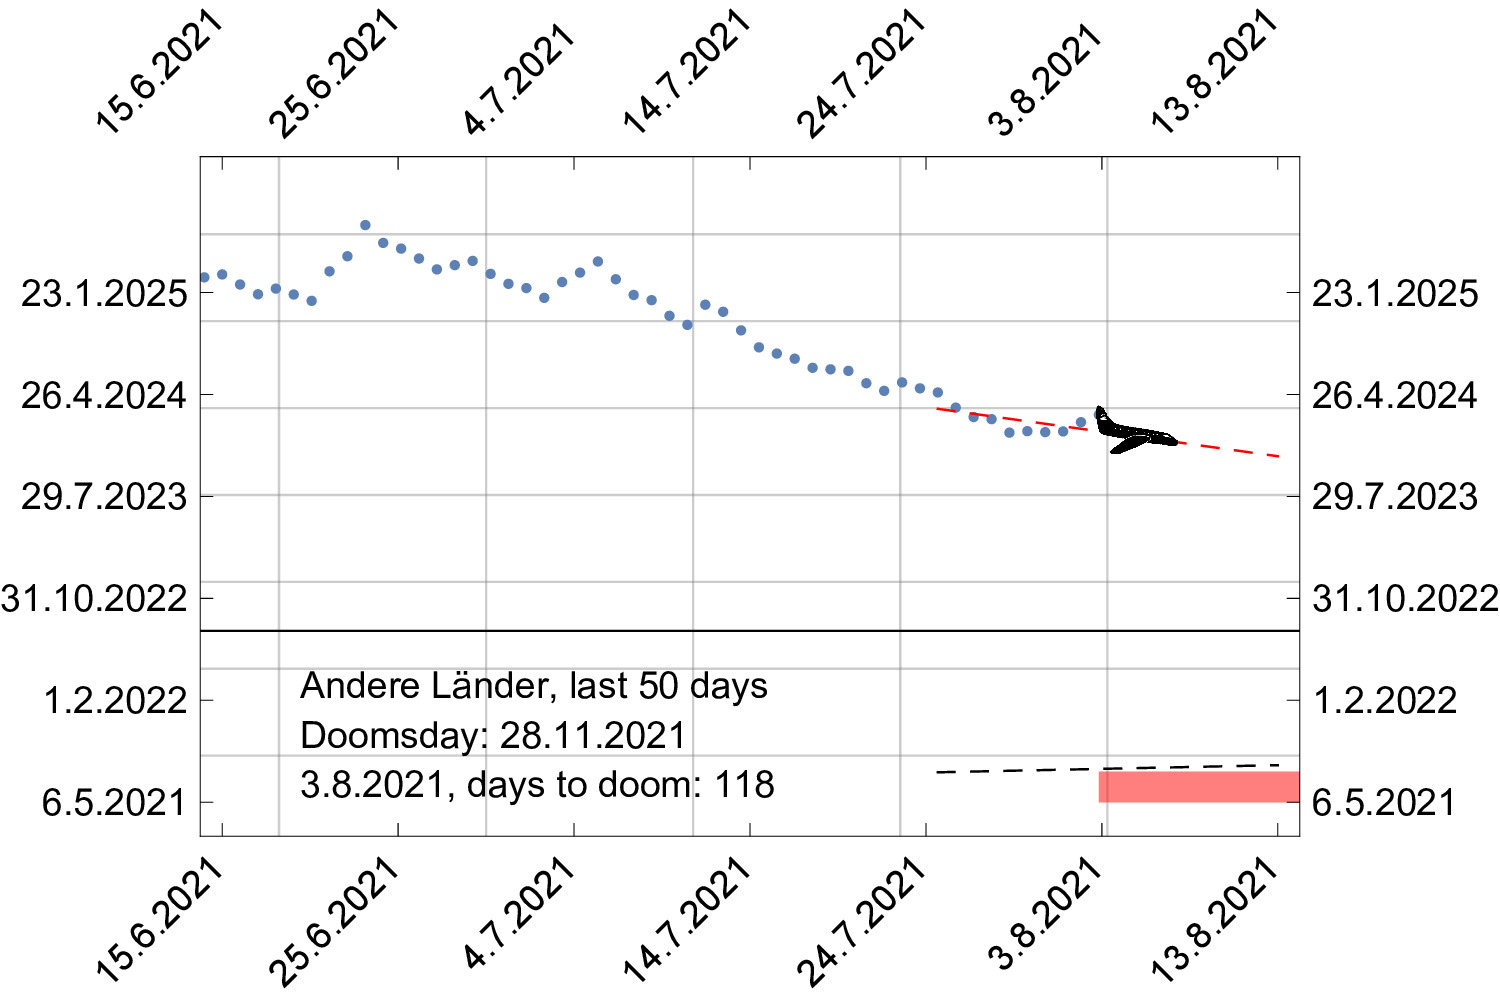 15.6.2021 25.6.2021 4.7.2021 14.7.2021 24.7.2021 3.8.2021 13.8.2021
23.1.2025 23.1.2025
26.4.2024 26.4.2024
29.7.2023 29.7.2023
31.10.2022 31.10.2022
Andere Länder, last 50 days
1.2.2022 1.2.2022
Doomsday: 28.11.2021
3.8.2021, days to doom: 118
6.5.2021 6.5.2021
15.6.2021 25.6.2021 4.7.2021 14.7.2021 24.7.2021 3.8.2021 13.8.2021